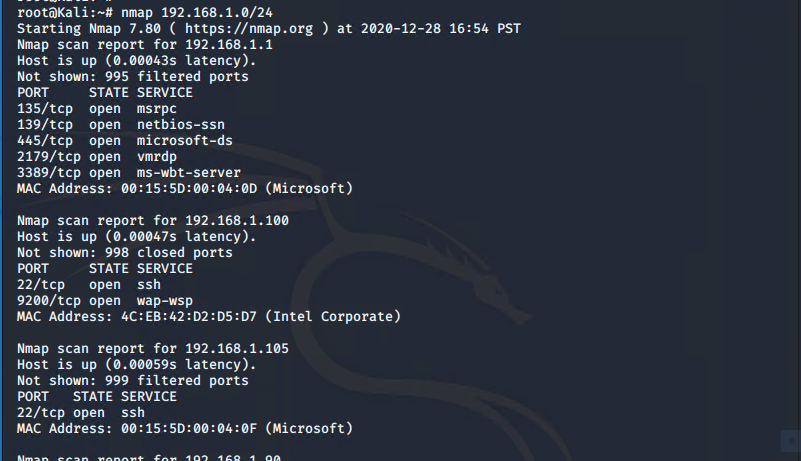 root@Kali:~#
root@Kali:~# nmap 192.168.1.0/24
Starting Nmap 7.80 ( https://nmap.org ) at 2020-12-28 16:54 PST
Nmap scan report for 192.168.1.1
Host is up (0.00043s latency).
Not shown: 995 filtered ports
PORT     STATE SERVICE
135/tcp  open  msrpc
139/tcp  open  netbios-ssn
445/tcp  open  microsoft-ds
2179/tcp open  vmrdp
3389/tcp open  ms-wbt-server
MAC Address: 00:15:5D:00:04:0D (Microsoft)

Nmap scan report for 192.168.1.100
Host is up (0.00047s latency).
Not shown: 998 closed ports
PORT     STATE SERVICE
22/tcp   open  ssh
9200/tcp open  wap-wsp
MAC Address: 4C:EB:42:D2:D5:D7 (Intel Corporate)

Nmap scan report for 192.168.1.105
Host is up (0.00059s latency).
Not shown: 999 filtered ports
PORT   STATE SERVICE
22/tcp open  ssh
MAC Address: 00:15:5D:00:04:0F (Microsoft)

Nmap scan report for 192.168.1.90